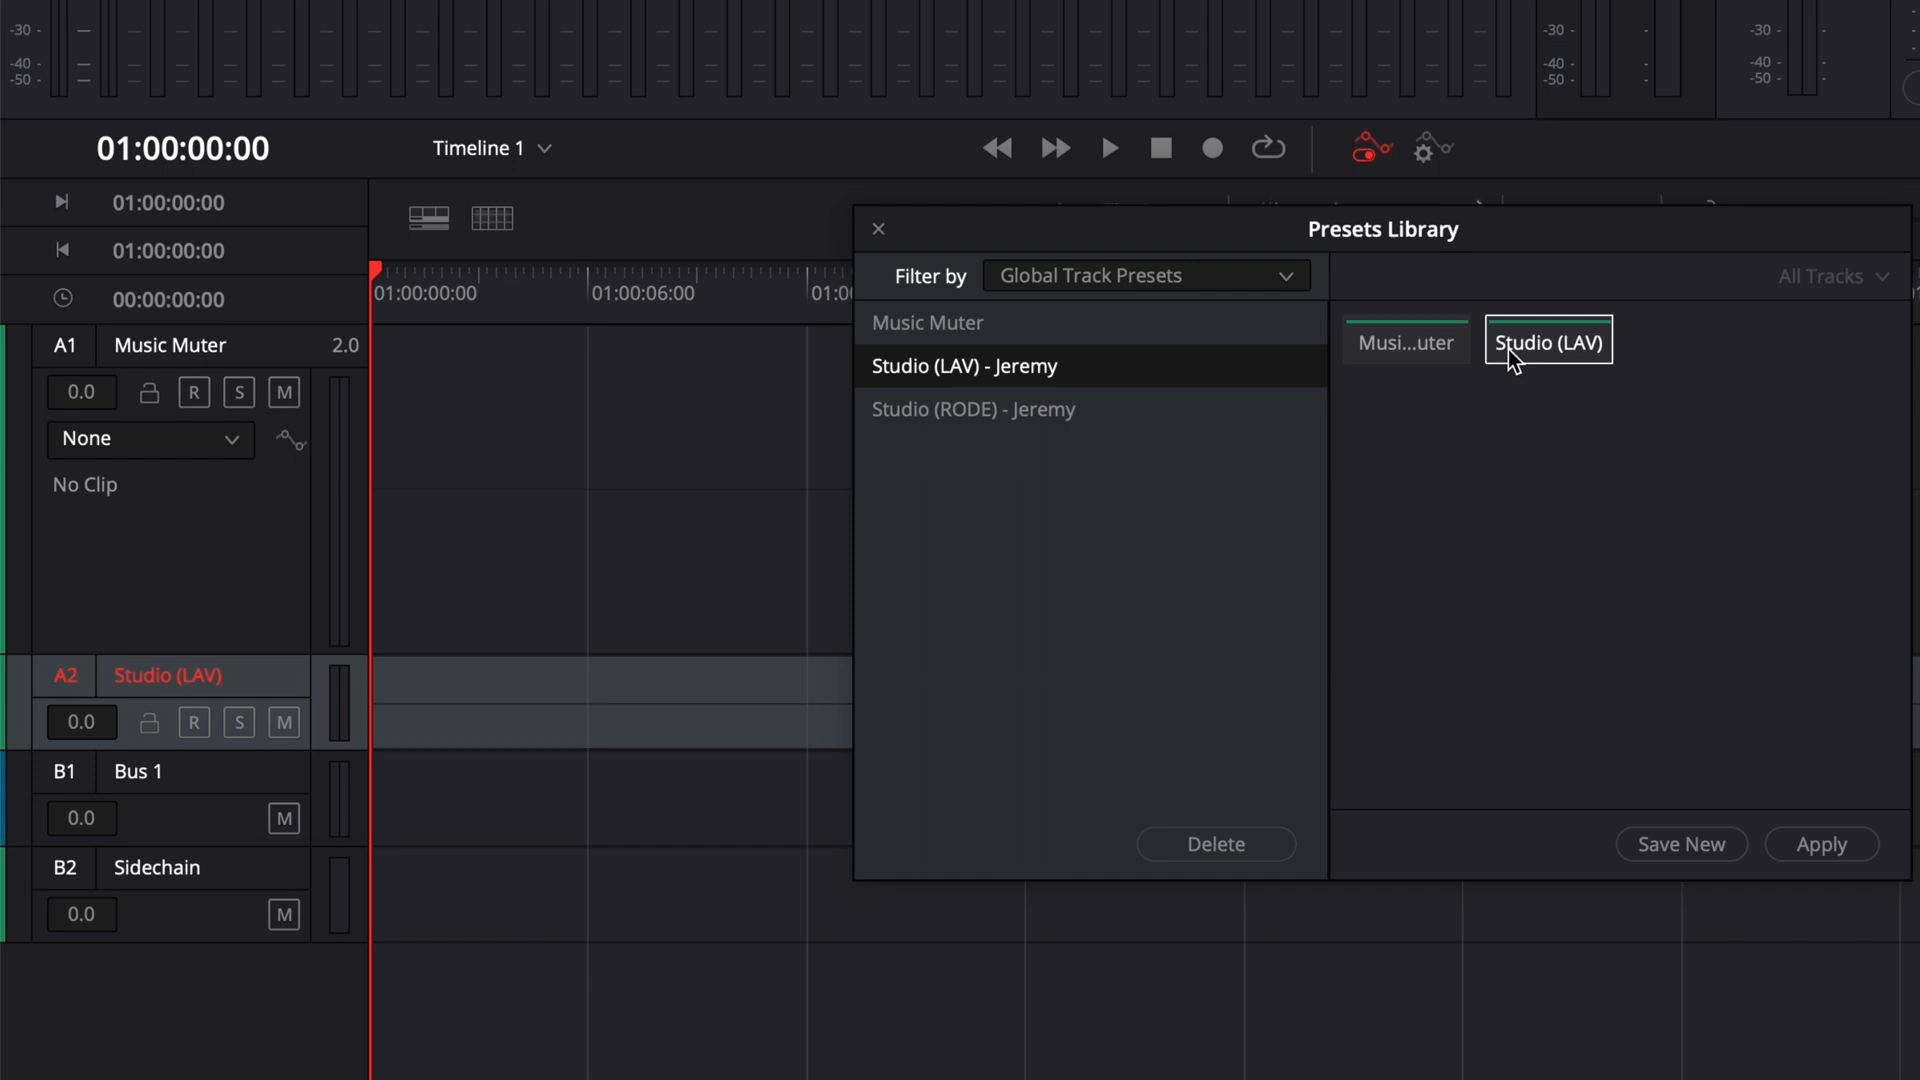 -30 - -30 - -30 -
-40 - -40 - -40 -
-50 - -50 - -50 -
01:00:00:00 Timeline 1
01:00:00:00
01:00:00:00
Presets Library
Filter by Global Track Presets All Tracks
00:00:00:00
01:00:00:00 01:00:06:00 01:0
Music Muter
A1 Music Muter 2.0
Musi...uter Studio (LAV)
Studio (LAV) - Jeremy
0.0 R S M
Studio (RODE) - Jeremy
None
No Clip
A2 Studio (LAV)
0.0 R S M
B1 Bus 1
0.0 M
Delete Save New Apply
B2 Sidechain
0.0 M